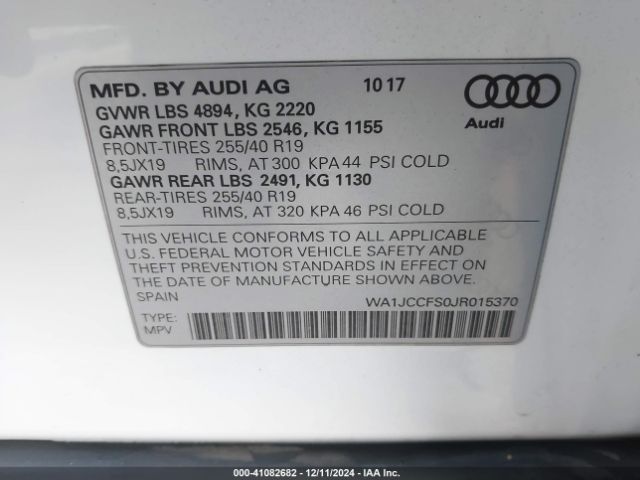 MFD. BY AUDI AG 10 17
GVWR LBS 4894, KG 2220
GAWR FRONT LBS 2546, KG 1155
FRONT-TIRES 255/40 R19
8,5JX19 RIMS, AT 300 KPA 44 PSI COLD
GAWR REAR LBS 2491, KG 1130
REAR-TIRES 255/40 R19
8,5JX19 RIMS, AT 320 KPA 46 PSI COLD
Audi
THIS VEHICLE CONFORMS TO ALL APPLICABLE
U.S. FEDERAL MOTOR VEHICLE SAFETY AND
THEFT PREVENTION STANDARDS IN EFFECT ON
THE DATE OF MANUFACTURE SHOWN ABOVE.
SPAIN WA1JCCFS0JR015370
TYPE:
MPV
000-41082682 - 12/11/2024 - IAA Inc.